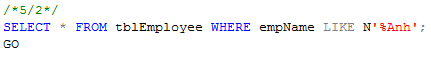 /*5/2*/
SELECT * FROM tblEmployee WHERE empName LIKE N'%Anh';
GO